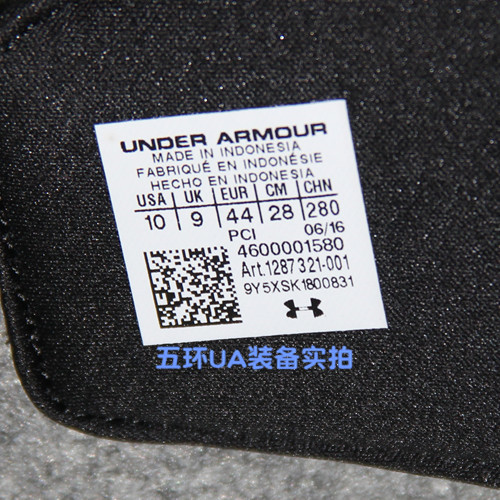 UNDER ARMOUR
MADE IN INDONESIA
FABRIQUÉ EN INDONÉSIE
HECHO EN INDONESIA
USA UK EUR CM CHN
10 9 44 28 280
PCI 06/16
4600001580
Art.1287321-001
9Y5XSK1800831
五环UA装备实拍